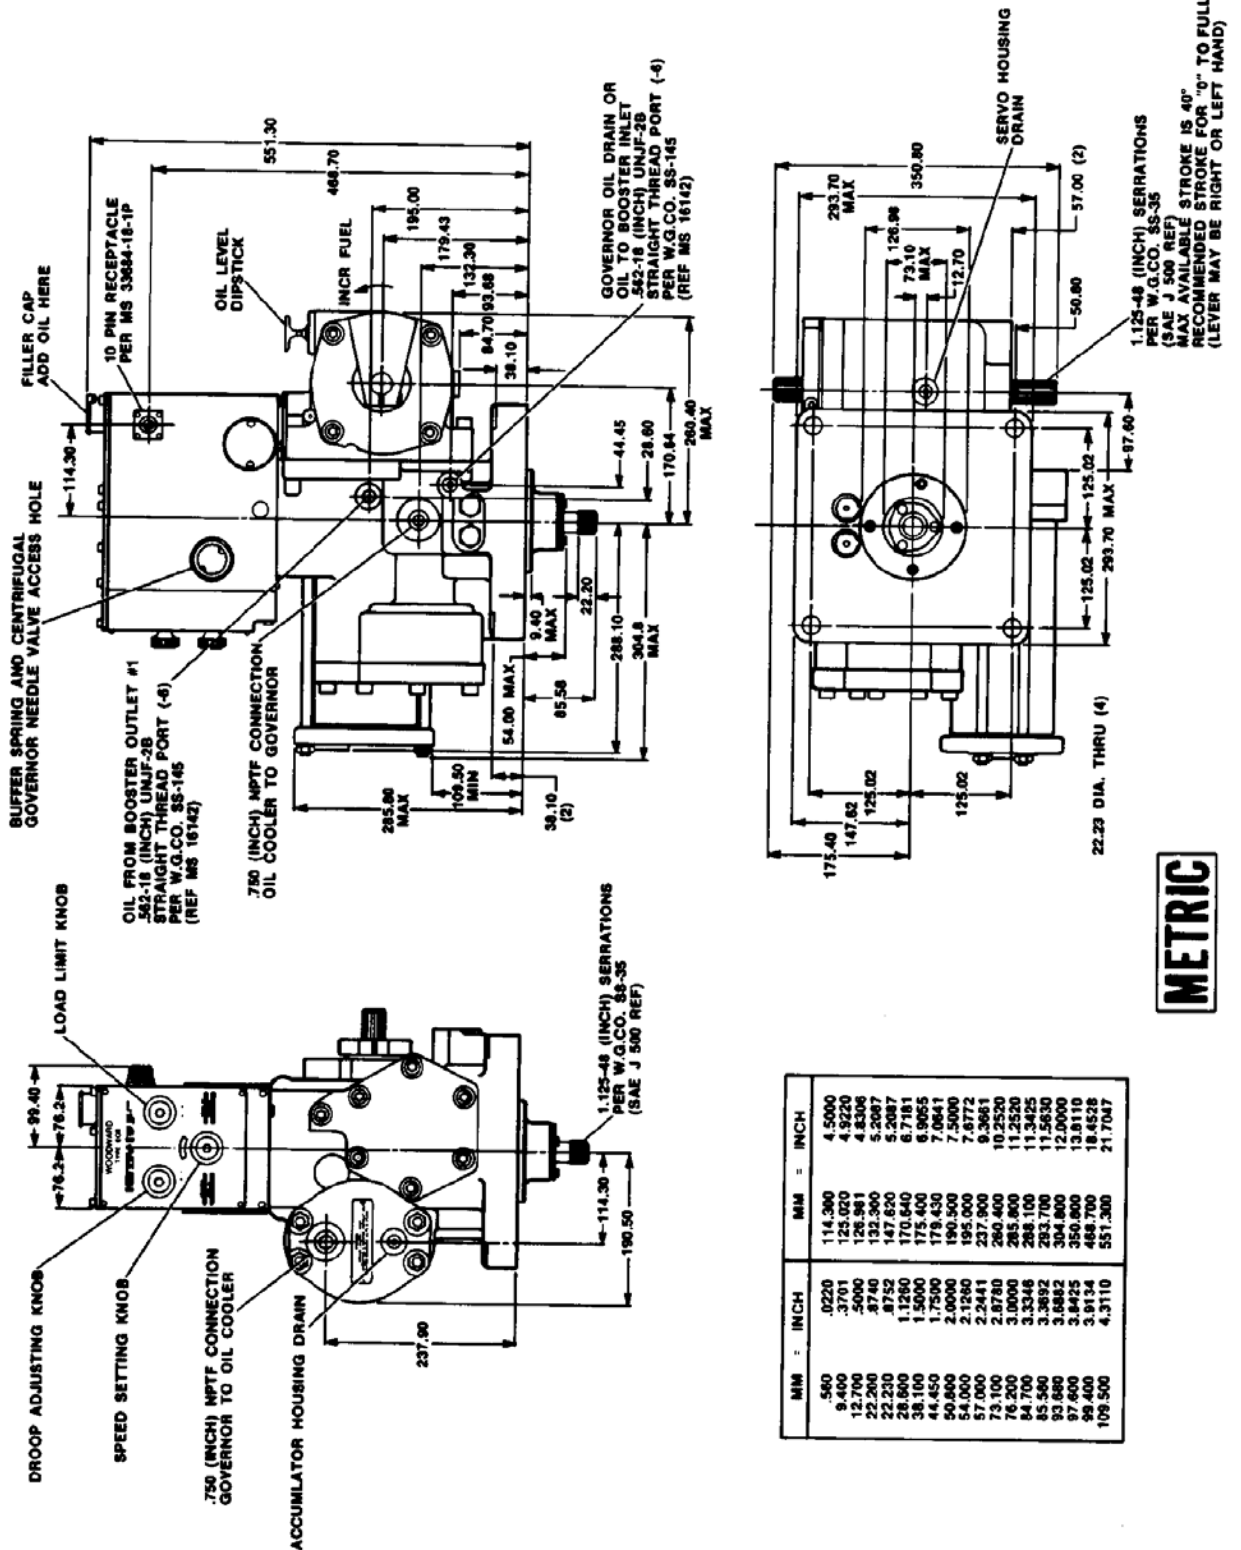 DROOP ADJUSTING KNOB
SPEED SETTING KNOB
.750 (INCH) NPTF CONNECTION
GOVERNOR TO OIL COOLER
ACCUMLATOR HOUSING DRAIN
LOAD LIMIT KNOB
99.40
76.2
76.2
WOODWARD
237.90
114.30
190.50
1.125-48 (INCH) SERRATIONS
PER W.G.CO. SS-35
(SAE J 500 REF)
BUFFER SPRING AND CENTRIFUGAL
GOVERNOR NEEDLE VALVE ACCESS HOLE
OIL FROM BOOSTER OUTLET #1
.562-18 (INCH) UNJF-2B
STRAIGHT THREAD PORT (-6)
PER W.G.CO. SS-145
(REF MS 16142)
.750 (INCH) NPTF CONNECTION
OIL COOLER TO GOVERNOR
FILLER CAP
ADD OIL HERE
10 PIN RECEPTACLE
PER MS 33684-18-1P
OIL LEVEL
DIPSTICK
INCR FUEL
114.30
551.30
468.70
195.00
179.43
132.30
93.68
84.70
38.10
GOVERNOR OIL DRAIN OR
OIL TO BOOSTER INLET
.562-18 (INCH) UNJF-2B
STRAIGHT THREAD PORT (-6)
PER W.G.CO. SS-145
(REF MS 16142)
44.45
28.60
170.64
260.40
MAX
285.80
MAX
109.50
MIN
38.10
(2)
54.00 MAX
85.58
9.40
MAX
22.20
288.10
304.8
MAX
SERVO HOUSING
DRAIN
350.80
293.70
MAX
126.98
73.10
MAX
12.70
57.00 (2)
50.80
1.125-48 (INCH) SERRATIONS
PER W.G.CO. SS-35
(SAE J 500 REF)
MAX AVAILABLE STROKE IS 40°
RECOMMENDED STROKE FOR "0" TO FULL
(LEVER MAY BE RIGHT OR LEFT HAND)
97.60
125.02
125.02
293.70 MAX
175.40
147.62
125.02
125.02
22.23 DIA. THRU (4)
MM = INCH MM = INCH
.560 .0220 114.300 4.5000
9.400 .3701 125.020 4.9220
12.700 .5000 126.981 4.8306
22.200 .8740 132.300 5.2087
22.230 .8752 147.620 5.2087
28.600 1.1260 170.640 6.7181
38.100 1.5000 175.400 6.9055
44.450 1.7500 179.430 7.0641
50.800 2.0000 190.500 7.5000
54.000 2.1260 195.000 7.6772
57.000 2.2441 237.900 9.3661
73.100 2.8780 260.400 10.2520
76.200 3.0000 285.800 11.2520
84.700 3.3346 288.100 11.3425
85.580 3.3692 293.700 11.5630
93.680 3.6882 304.800 12.0000
97.600 3.8425 350.800 13.8110
99.400 3.9134 468.700 18.4528
109.500 4.3110 551.300 21.7047
METRIC